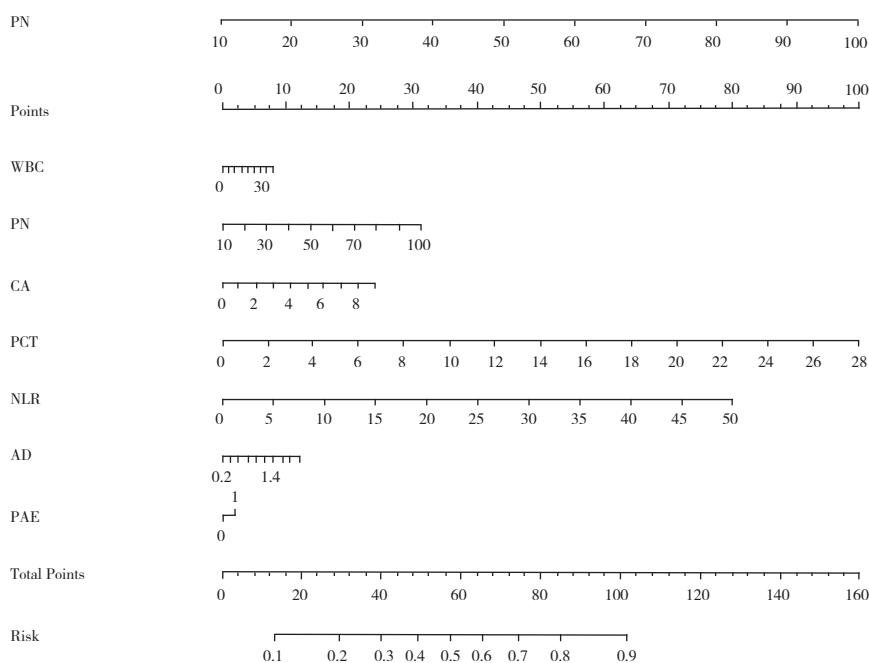 PN
10 20 30 40 50 60 70 80 90 100
0 10 20 30 40 50 60 70 80 90 100
Points
WBC
0 30
PN
10 30 50 70 100
CA
0 2 4 6 8
PCT
0 2 4 6 8 10 12 14 16 18 20 22 24 26 28
NLR
0 5 10 15 20 25 30 35 40 45 50
AD
0.2 1.4
1
PAE
0
Total Points
0 20 40 60 80 100 120 140 160
Risk
0.1 0.2 0.3 0.4 0.5 0.6 0.7 0.8 0.9